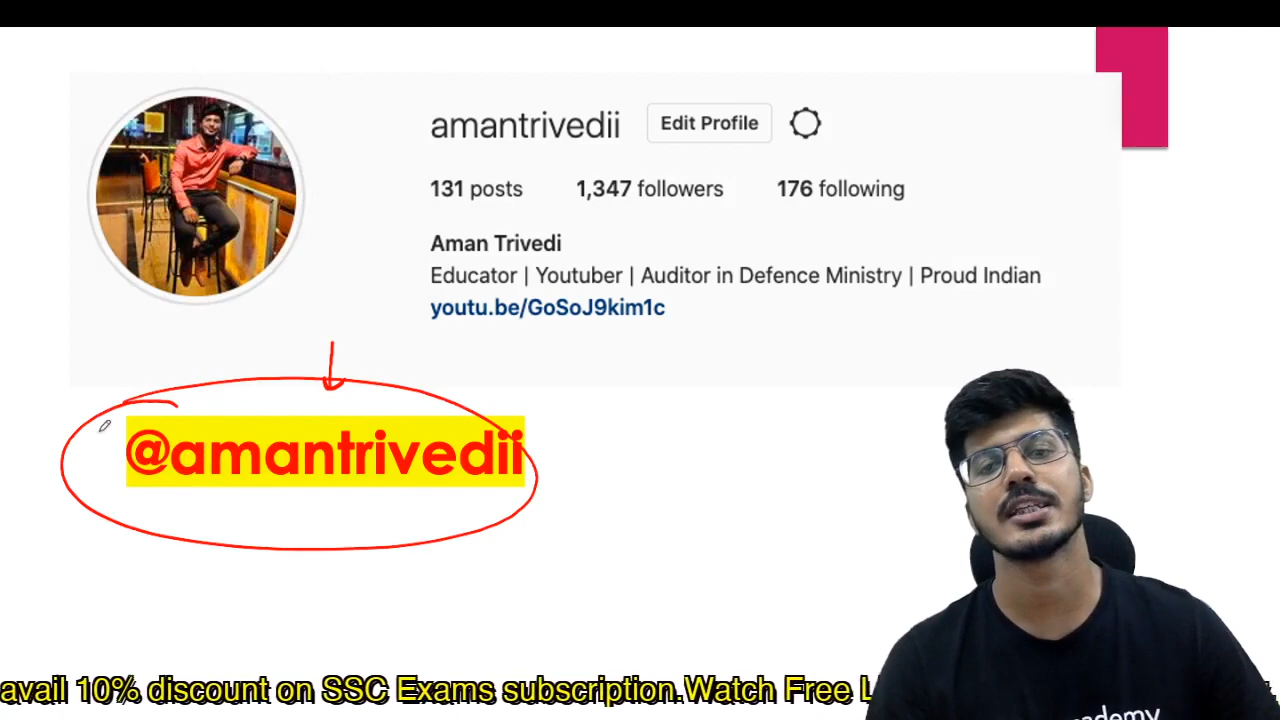 amantrivedii Edit Profile
131 posts 1,347 followers 176 following
Aman Trivedi
Educator | Youtuber | Auditor in Defence Ministry | Proud Indian
youtu.be/GoSoJ9kim1c
@amantrivedii
avail 10% discount on SSC Exams subscription.Watch Free